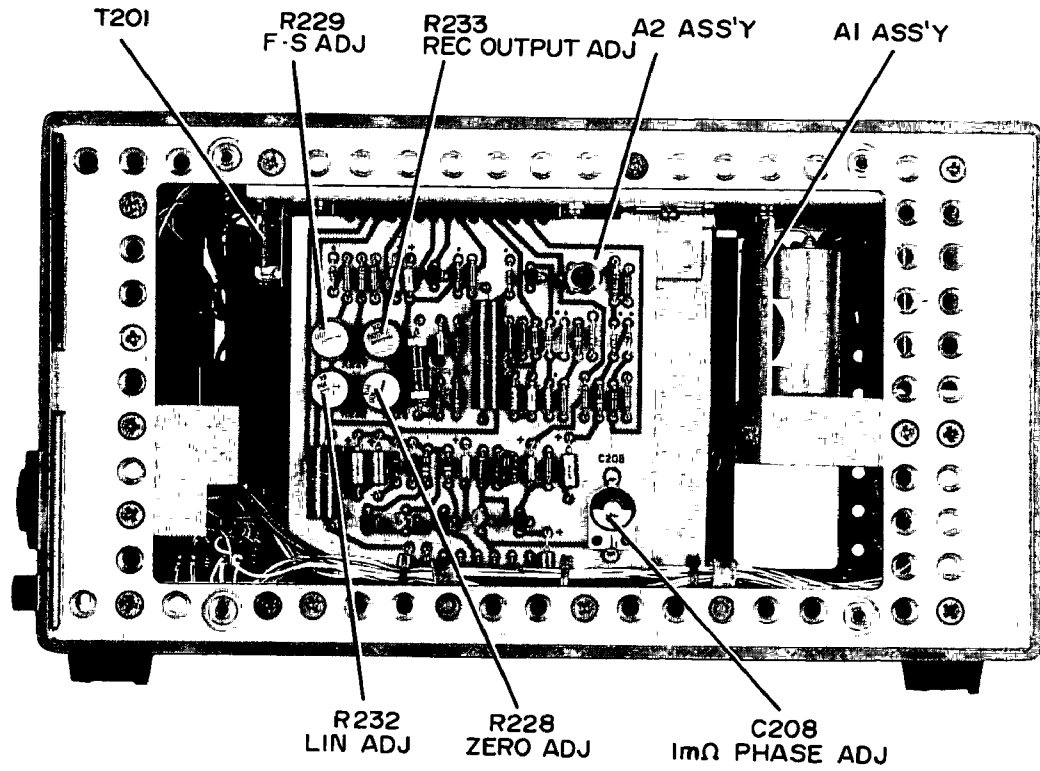 T201
R229
F-S ADJ
R233
REC OUTPUT ADJ
A2 ASS'Y
A1 ASS'Y
C208
R232
LIN ADJ
R228
ZERO ADJ
C208
1mΩ PHASE ADJ